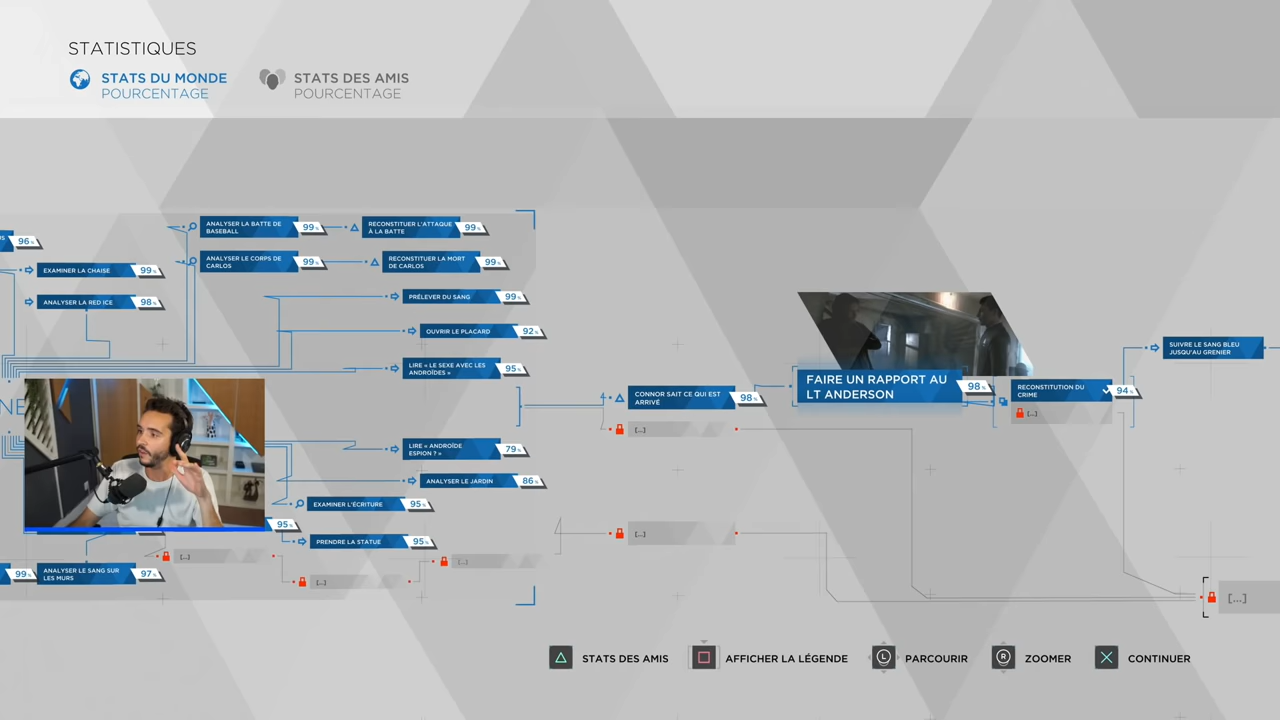 STATISTIQUES
STATS DU MONDE
POURCENTAGE
STATS DES AMIS
POURCENTAGE
96%
EXAMINER LA CHAISE
99%
ANALYSER LA RED ICE
98%
ANALYSER LA BATTE DE
BASEBALL
99%
RECONSTITUER L'ATTAQUE
À LA BATTE
99%
ANALYSER LE CORPS DE
CARLOS
99%
RECONSTITUER LA MORT
DE CARLOS
99%
PRÉLEVER DU SANG
99%
OUVRIR LE PLACARD
92%
LIRE « LE SEXE AVEC LES
ANDROÏDES »
95%
NE
LIRE « ANDROÏDE
ESPION ? »
79%
ANALYSER LE JARDIN
86%
EXAMINER L'ÉCRITURE
95%
95%
PRENDRE LA STATUE
95%
[...]
[...]
[...]
99%
ANALYSER LE SANG SUR
LES MURS
97%
CONNOR SAIT CE QUI EST
ARRIVÉ
98%
[...]
[...]
FAIRE UN RAPPORT AU
LT ANDERSON
98%
RECONSTITUTION DU
CRIME
94%
[...]
SUIVRE LE SANG BLEU
JUSQU'AU GRENIER
[...]
STATS DES AMIS
AFFICHER LA LÉGENDE
L
PARCOURIR
R
ZOOMER
CONTINUER